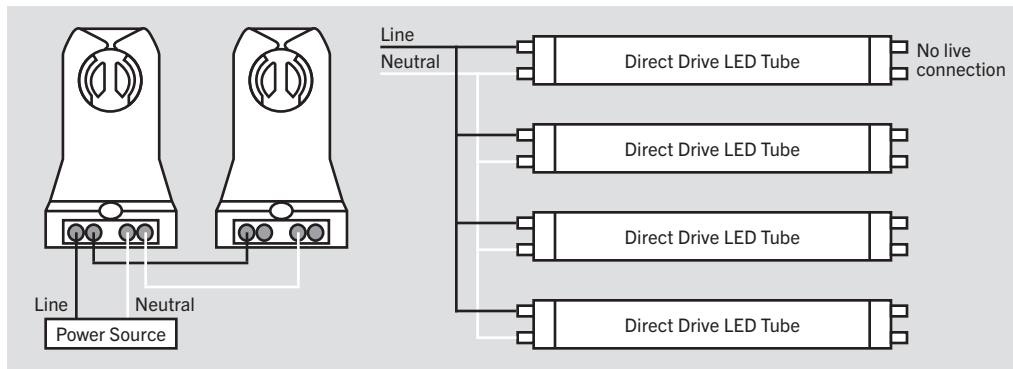 Line
Neutral
Power Source
Line
Neutral
Direct Drive LED Tube
No live
connection
Direct Drive LED Tube
Direct Drive LED Tube
Direct Drive LED Tube